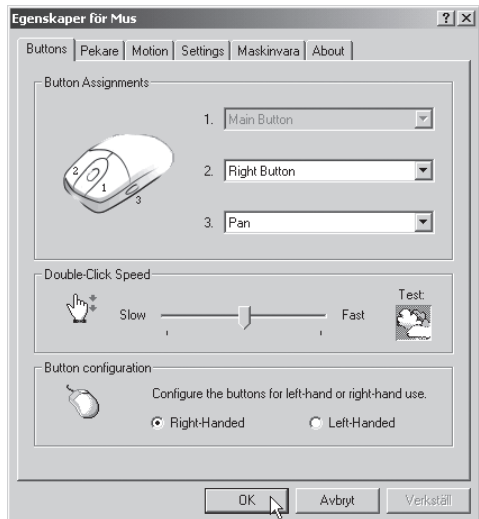 Egenskaper för Mus
Buttons Pekare Motion Settings Maskinvara About
Button Assignments
1. Main Button
2. Right Button
3. Pan
2
1
3
Double-Click Speed
Slow Fast
Test:
Button configuration
Configure the buttons for left-hand or right-hand use.
Right-Handed Left-Handed
OK Avbryt Verkställ